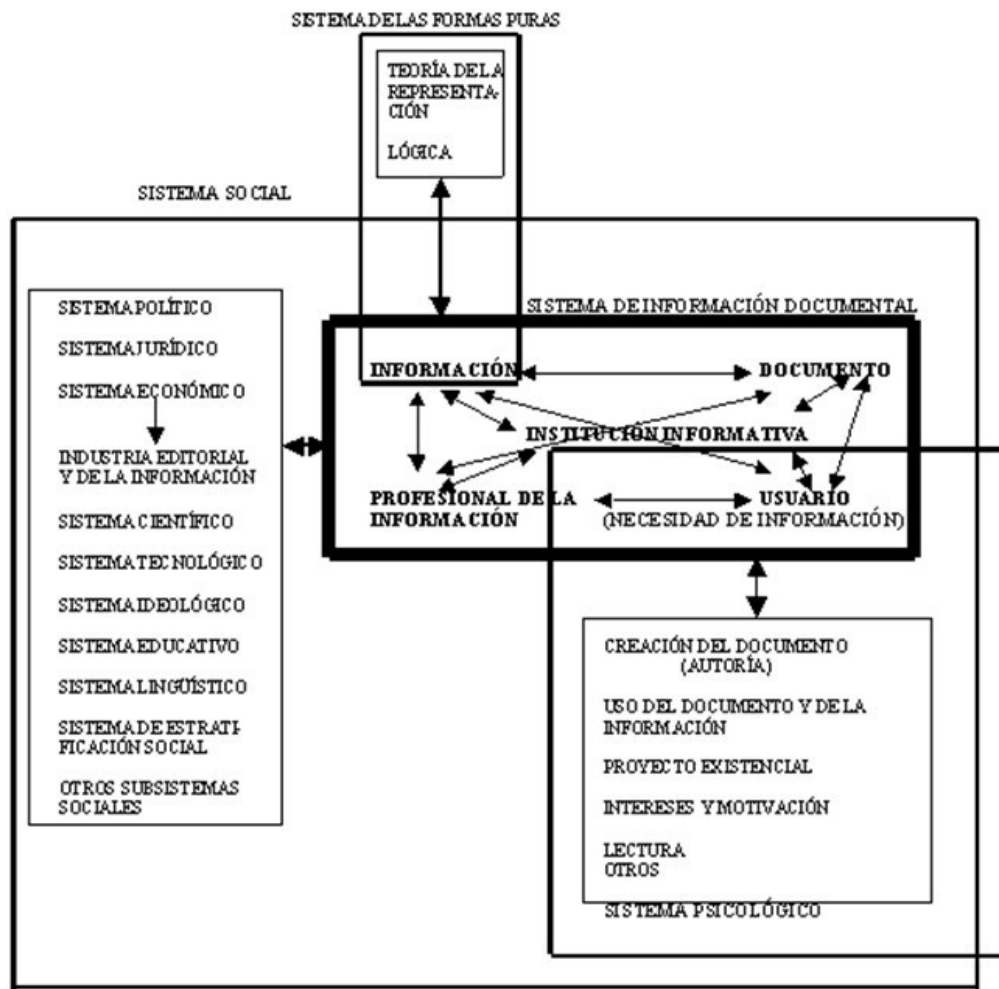 SISTEMA DE LAS FORMAS PURAS
TEORÍA DE LA
REPRESENTA-
CIÓN
LÓGICA
SISTEMA SOCIAL
SISTEMA POLÍTICO
SISTEMA JURÍDICO
SISTEMA ECONÓMICO
INDUSTRIA EDITORIAL
Y DE LA INFORMACIÓN
SISTEMA CIENTÍFICO
SISTEMA TECNOLÓGICO
SISTEMA IDEOLÓGICO
SISTEMA EDUCATIVO
SISTEMA LINGÜÍSTICO
SISTEMA DE ESTRATI-
FICACIÓN SOCIAL
OTROS SUBSISTEMAS
SOCIALES
SISTEMA DE INFORMACIÓN DOCUMENTAL
INFORMACIÓN
DOCUMENTO
INSTITUCIÓN INFORMATIVA
PROFESIONAL DE LA
INFORMACIÓN
USUARIO
(NECESIDAD DE INFORMACIÓN)
CREACIÓN DEL DOCUMENTO
(AUTORÍA)
USO DEL DOCUMENTO Y DE LA
INFORMACIÓN
PROYECTO EXISTENCIAL
INTERESES Y MOTIVACIÓN
LECTURA
OTROS
SISTEMA PSICOLÓGICO